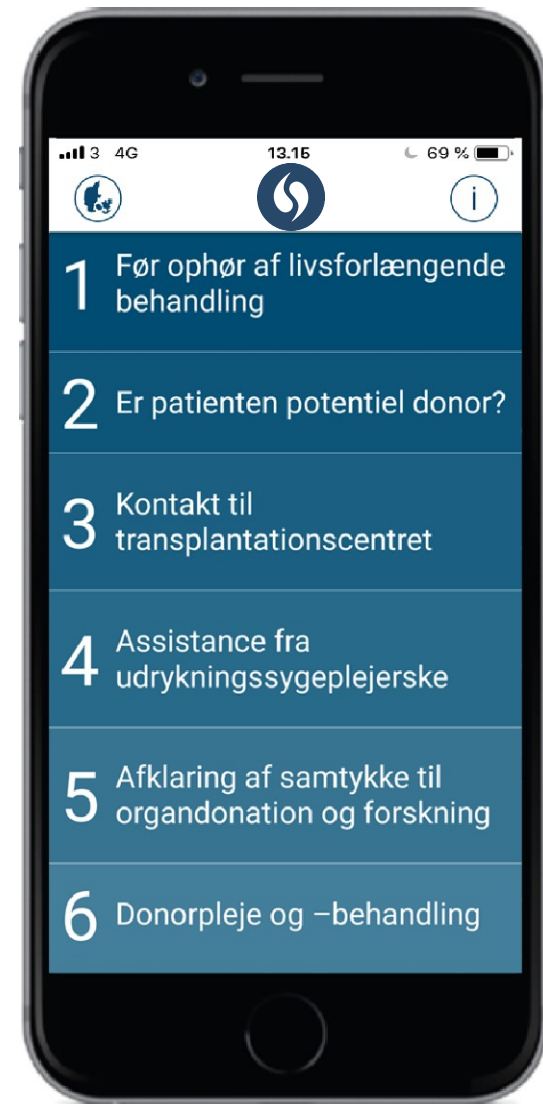 3 4G 13.15 69 %
i
1 Før ophør af livsforlængende
behandling
2 Er patienten potentiel donor?
3 Kontakt til
transplantationscentret
4 Assistance fra
udrykningssygeplejerske
5 Afklaring af samtykke til
organdonation og forskning
6 Donorpleje og –behandling